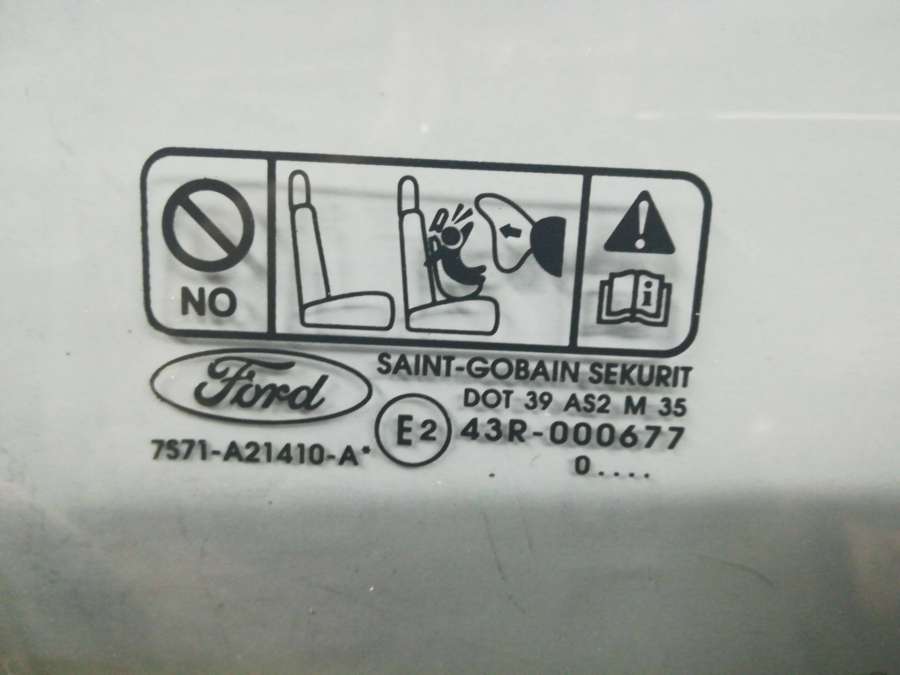 NO
i
Ford
SAINT-GOBAIN SEKURIT
DOT 39 AS2 M 35
E2 43R-000677
7S71-A21410-A*
0....